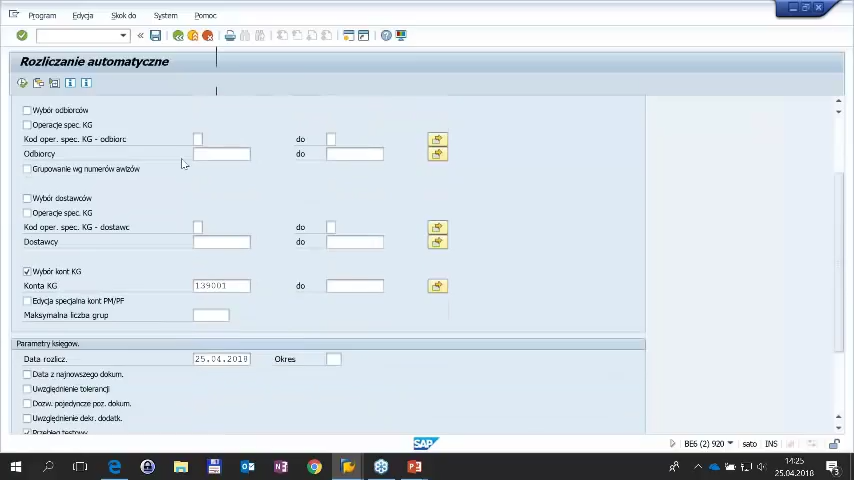 Program Edycja Skok do System Pomoc
Rozliczanie automatyczne
Wybór odbiorców
Operacje spec. KG
Kod oper. spec. KG - odbiorc do
Odbiorcy do
Grupowanie wg numerów awizów
Wybór dostawców
Operacje spec. KG
Kod oper. spec. KG - dostawc do
Dostawcy do
Wybór kont KG
Konta KG 139001 do
Edycja specjalna kont PM/PF
Maksymalna liczba grup
Parametry księgow.
Data rozlicz. 25.04.2018 Okres
Data z najnowszego dokum.
Uwzględnienie tolerancji
Dozw. pojedyncze poz. dokum.
Uwzględnienie dekr. dodatk.
Przebieg testowy
SAP BE6 (2) 920 sato INS
14:25
25.04.2018